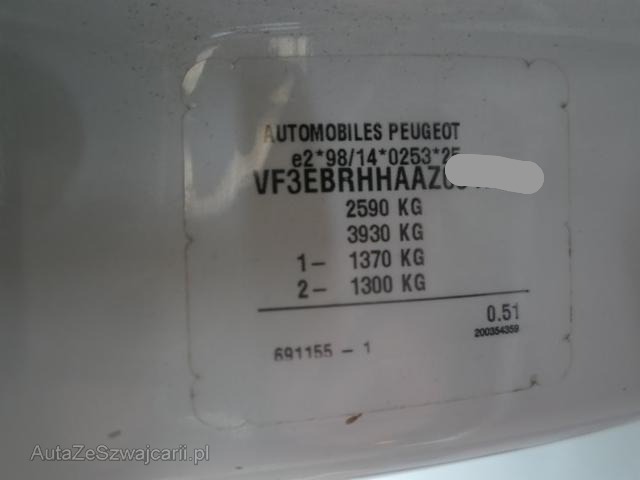 AUTOMOBILES PEUGEOT
e2*98/14*0253*25
VF3EBRHHAAZ
2590 KG
3930 KG
1- 1370 KG
2- 1300 KG
0.51
200354359
691155 - 1
AutaZeSzwajcarii.pl